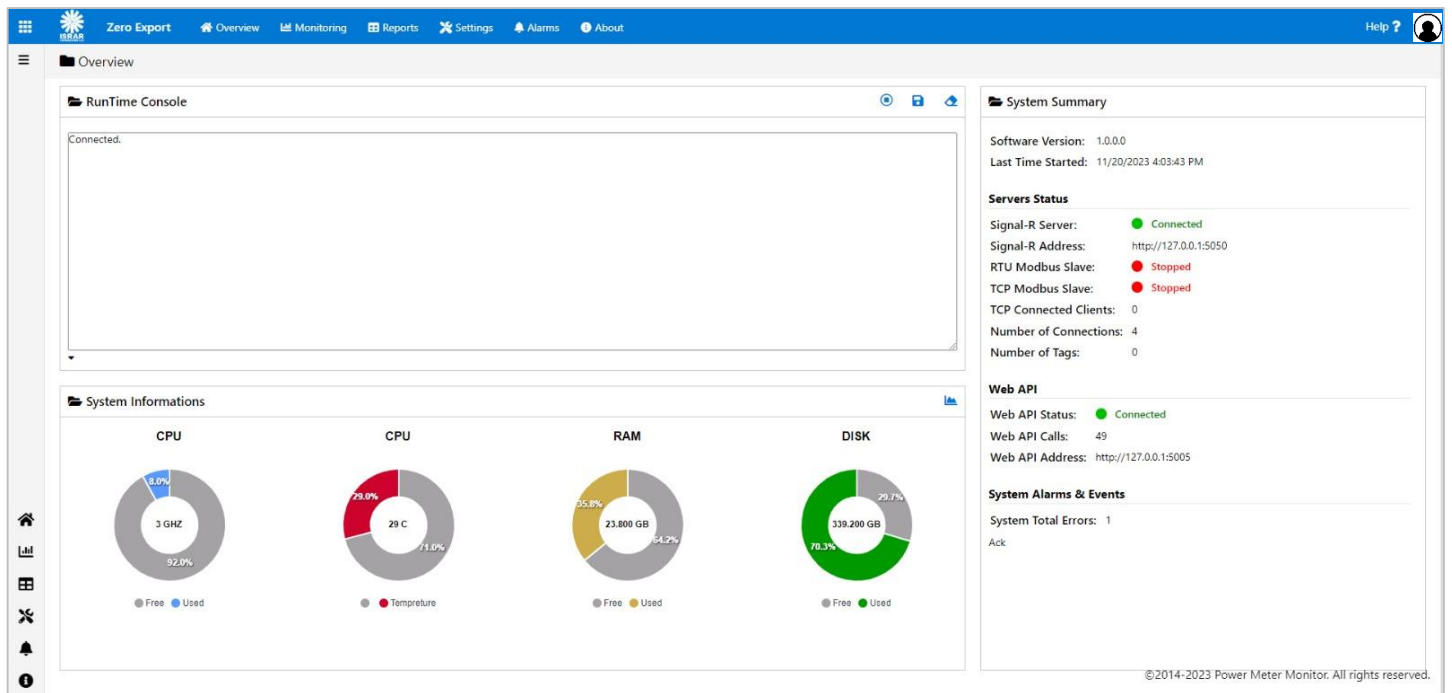 ISRAR
Zero Export Overview Monitoring Reports Settings Alarms About Help ?
Overview
RunTime Console
Connected.
System Informations
CPU
8.0%
3 GHZ
92.0%
Free Used
CPU
29.0%
29 C
71.0%
Tempreture
RAM
35.8%
23.800 GB
64.2%
Free Used
DISK
29.7%
339.200 GB
70.3%
Free Used
System Summary
Software Version: 1.0.0.0
Last Time Started: 11/20/2023 4:03:43 PM
Servers Status
Signal-R Server: Connected
Signal-R Address: http://127.0.0.1:5050
RTU Modbus Slave: Stopped
TCP Modbus Slave: Stopped
TCP Connected Clients: 0
Number of Connections: 4
Number of Tags: 0
Web API
Web API Status: Connected
Web API Calls: 49
Web API Address: http://127.0.0.1:5005
System Alarms & Events
System Total Errors: 1
Ack
©2014-2023 Power Meter Monitor. All rights reserved.